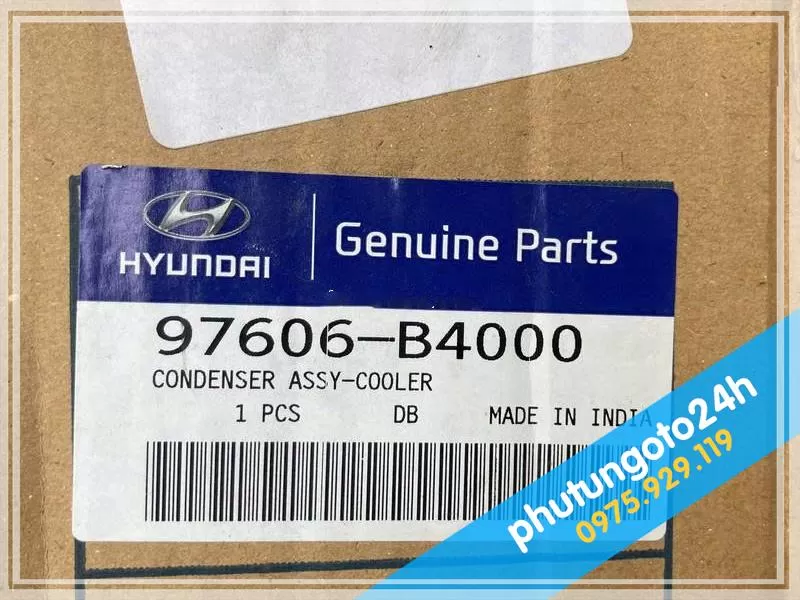 HYUNDAI
Genuine Parts
97606-B4000
CONDENSER ASSY-COOLER
1 PCS DB MADE IN INDIA
phutungoto24h
0975.929.119